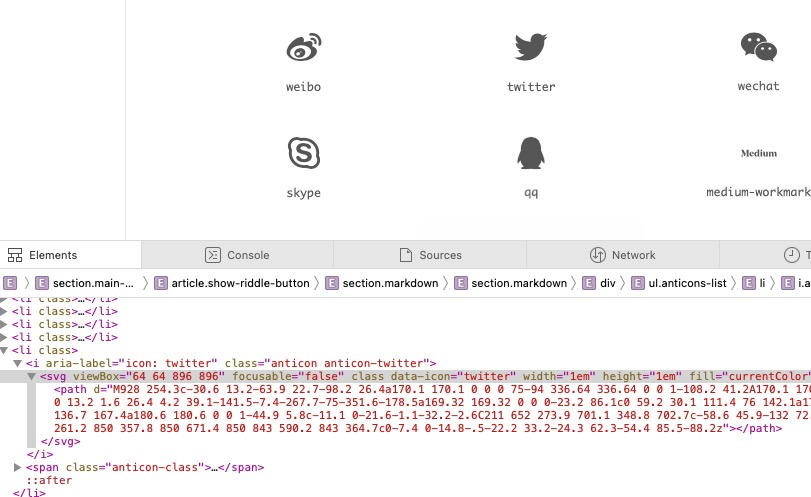 weibo twitter wechat
Medium
skype qq medium-workmark
Elements Console Sources Network T
E E section.main-... E article.show-riddle-button E section.markdown E section.markdown E div E ul.anticons-list E li E i.a
<li class>…</li>
<li class>…</li>
<li class>…</li>
<li class>…</li>
<li class>
<i aria-label="icon: twitter" class="anticon anticon-twitter">
<svg viewBox="64 64 896 896" focusable="false" class data-icon="twitter" width="1em" height="1em" fill="currentColor"
<path d="M928 254.3c-30.6 13.2-63.9 22.7-98.2 26.4a170.1 170.1 0 0 0 75-94 336.64 336.64 0 0 1-108.2 41.2A170.1 170
0 13.2 1.6 26.4 4.2 39.1-141.5-7.4-267.7-75-351.6-178.5a169.32 169.32 0 0 0-23.2 86.1c0 59.2 30.1 111.4 76 142.1a17
136.7 167.4a180.6 180.6 0 0 1-44.9 5.8c-11.1 0-21.6-1.1-32.2-2.6C211 652 273.9 701.1 348.8 702.7c-58.6 45.9-132 72.
261.2 850 357.8 850 671.4 850 843 590.2 843 364.7c0-7.4 0-14.8-.5-22.2 33.2-24.3 62.3-54.4 85.5-88.2z"></path>
</svg>
</i>
<span class="anticon-class">…</span>
::after
</li>